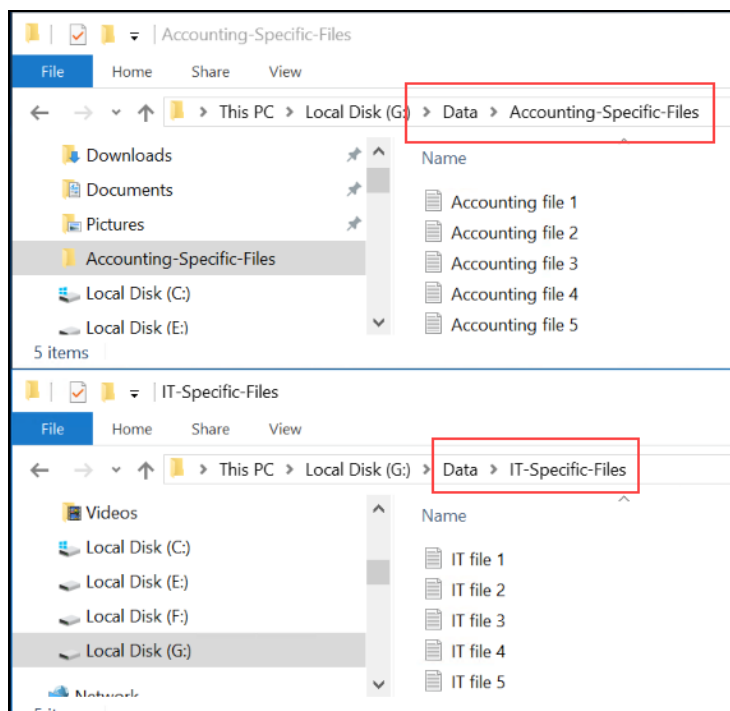 Accounting-Specific-Files
File Home Share View
This PC > Local Disk (G:) > Data > Accounting-Specific-Files
Downloads
Documents
Pictures
Accounting-Specific-Files
Local Disk (C:)
Local Disk (E:)
Name
Accounting file 1
Accounting file 2
Accounting file 3
Accounting file 4
Accounting file 5
5 items
IT-Specific-Files
File Home Share View
This PC > Local Disk (G:) > Data > IT-Specific-Files
Videos
Local Disk (C:)
Local Disk (E:)
Local Disk (F:)
Local Disk (G:)
Network
Name
IT file 1
IT file 2
IT file 3
IT file 4
IT file 5